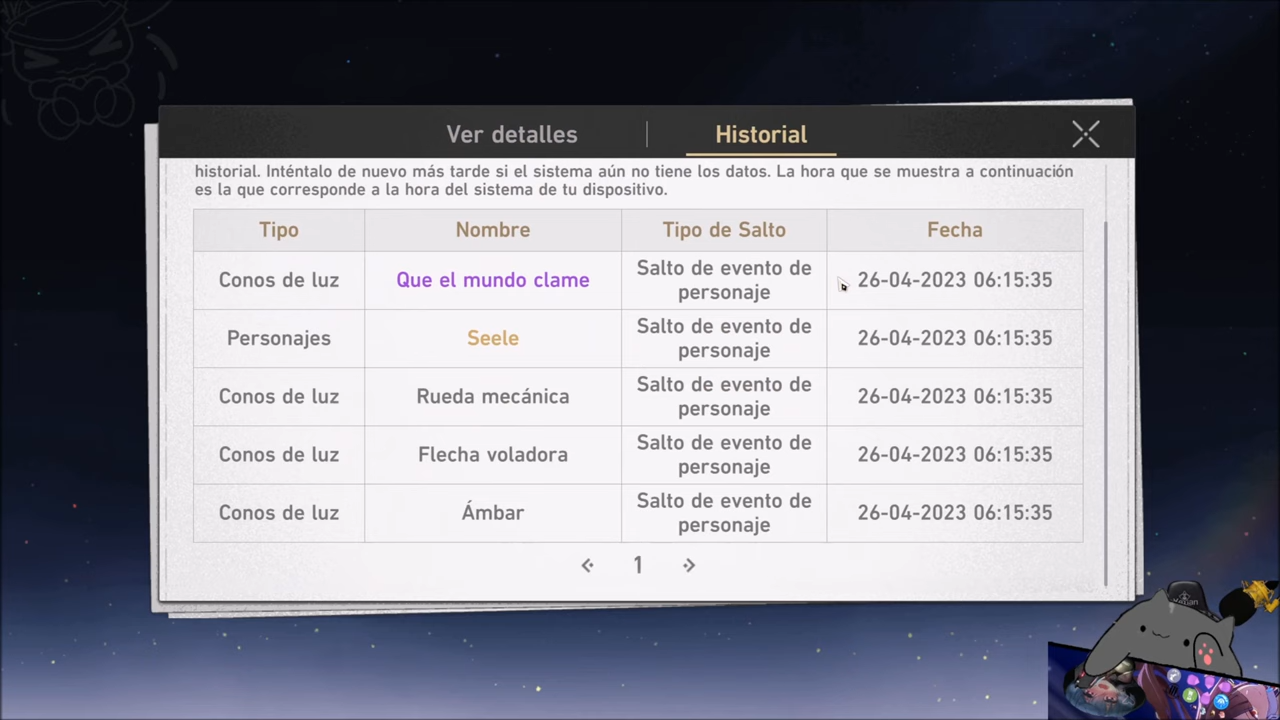 Ver detalles
Historial
historial. Inténtalo de nuevo más tarde si el sistema aún no tiene los datos. La hora que se muestra a continuación
es la que corresponde a la hora del sistema de tu dispositivo.
Tipo Nombre Tipo de Salto Fecha
Conos de luz Que el mundo clame Salto de evento de personaje 26-04-2023 06:15:35
Personajes Seele Salto de evento de personaje 26-04-2023 06:15:35
Conos de luz Rueda mecánica Salto de evento de personaje 26-04-2023 06:15:35
Conos de luz Flecha voladora Salto de evento de personaje 26-04-2023 06:15:35
Conos de luz Ámbar Salto de evento de personaje 26-04-2023 06:15:35
1